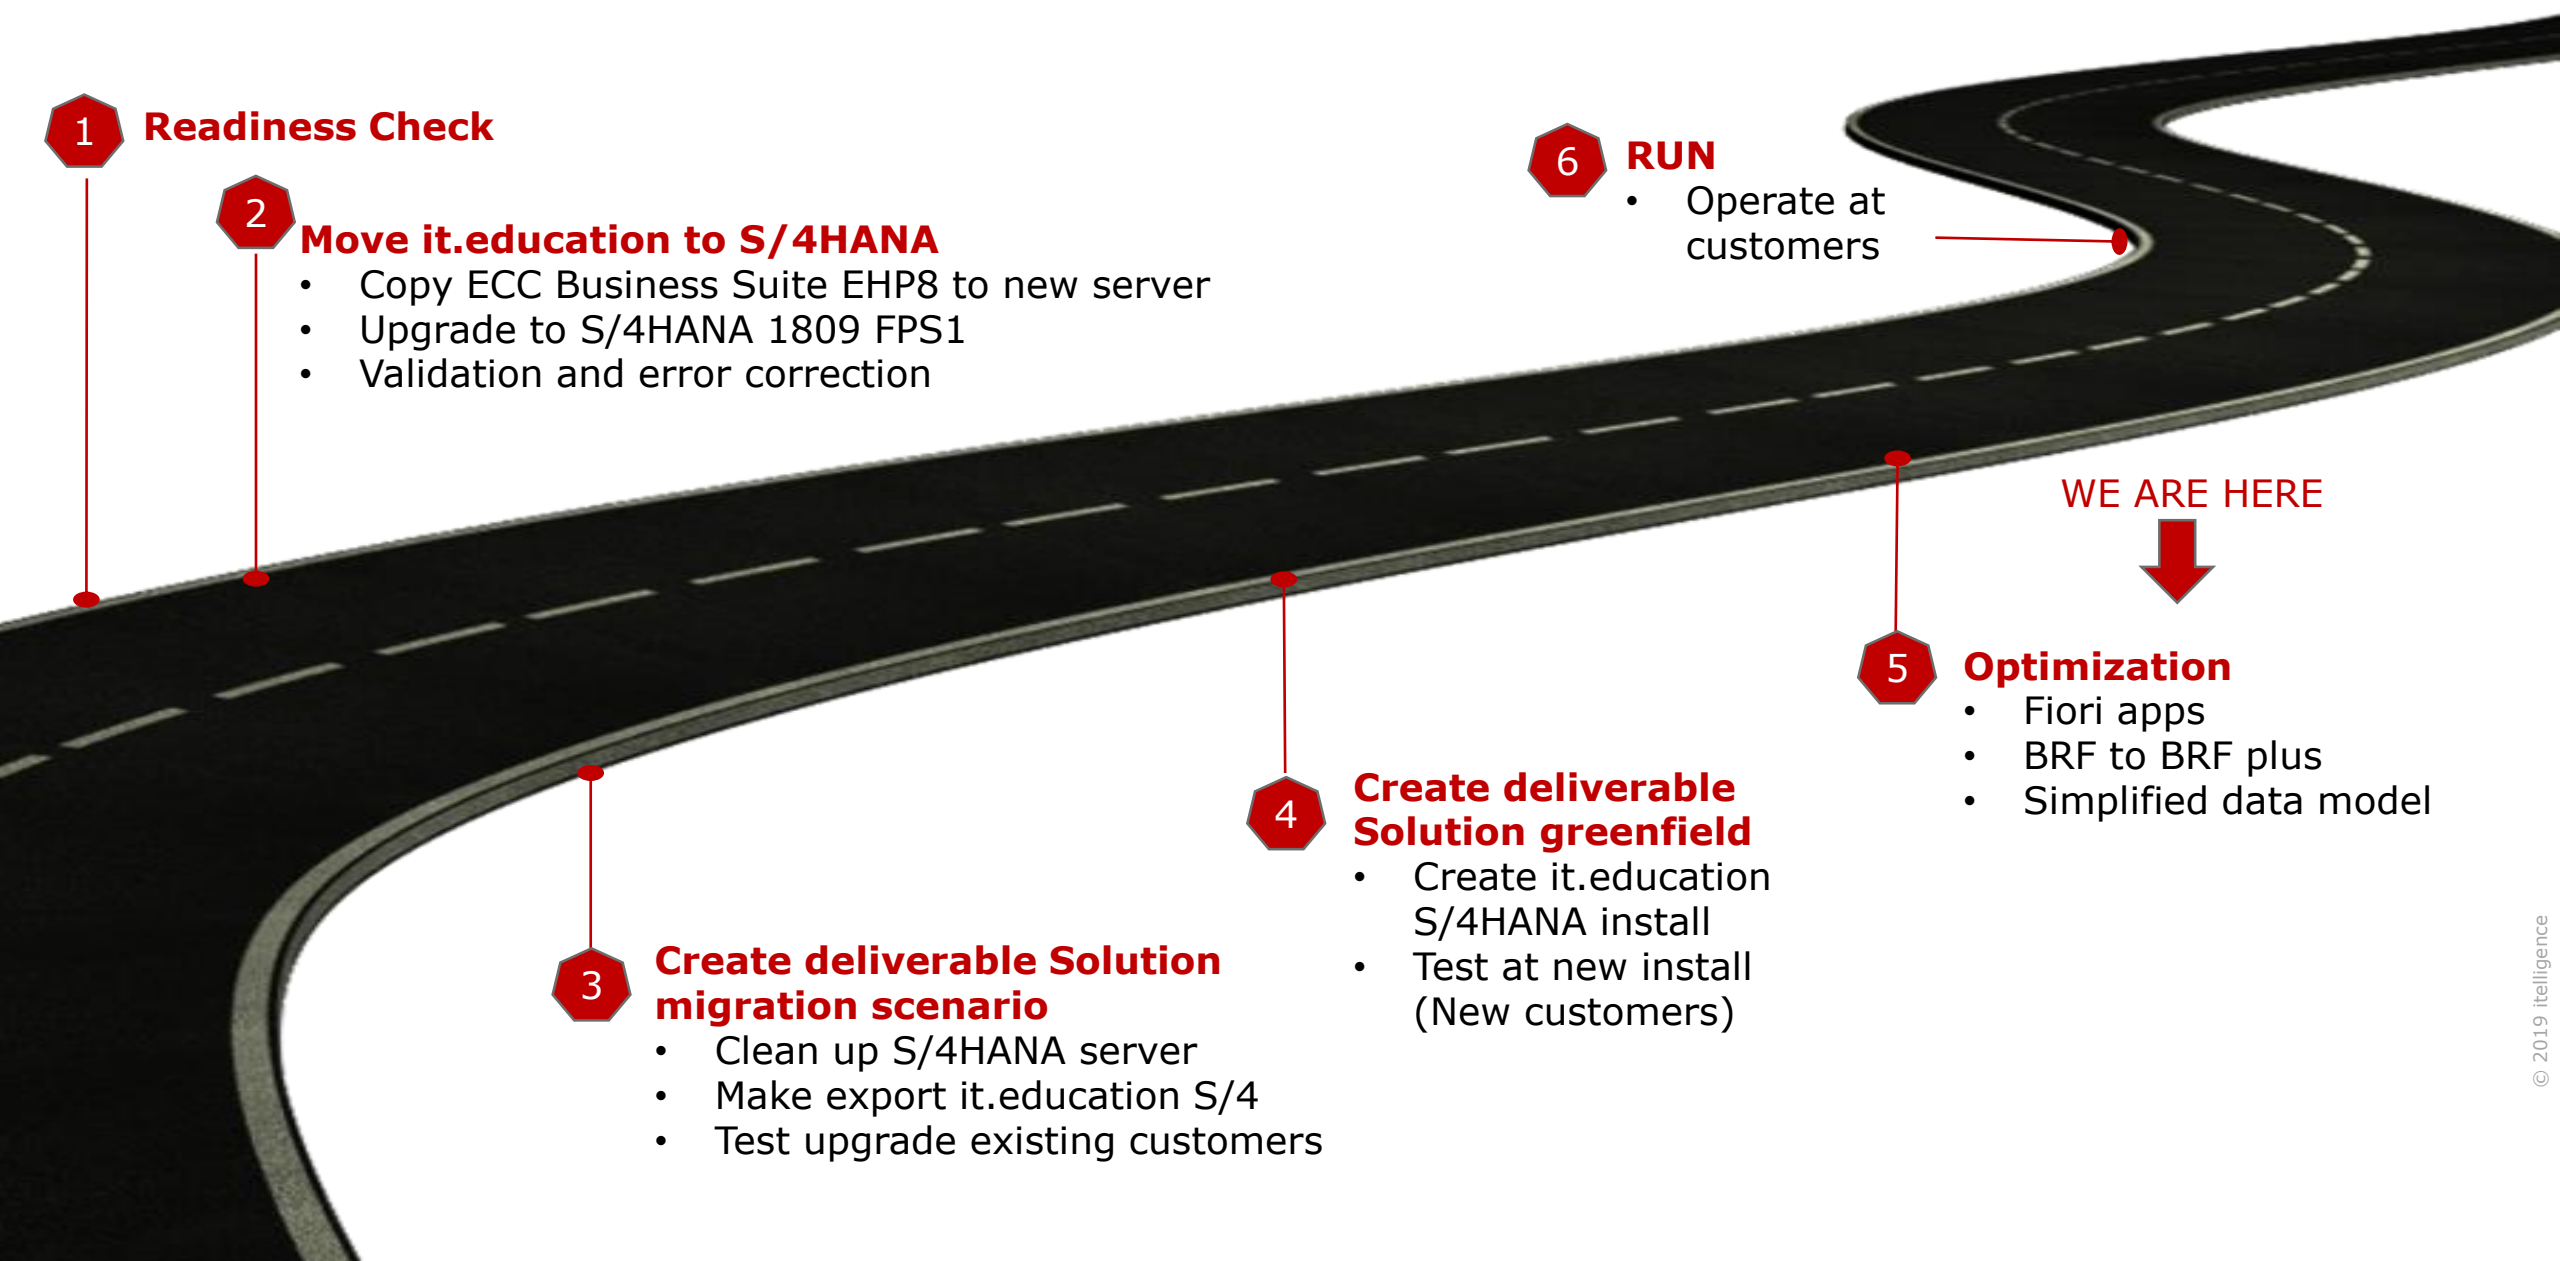 1 Readiness Check
2 Move it.education to S/4HANA
• Copy ECC Business Suite EHP8 to new server
• Upgrade to S/4HANA 1809 FPS1
• Validation and error correction
3 Create deliverable Solution
migration scenario
• Clean up S/4HANA server
• Make export it.education S/4
• Test upgrade existing customers
4 Create deliverable
Solution greenfield
• Create it.education
S/4HANA install
• Test at new install
(New customers)
WE ARE HERE
5 Optimization
• Fiori apps
• BRF to BRF plus
• Simplified data model
6 RUN
• Operate at
customers
© 2019 itelligence